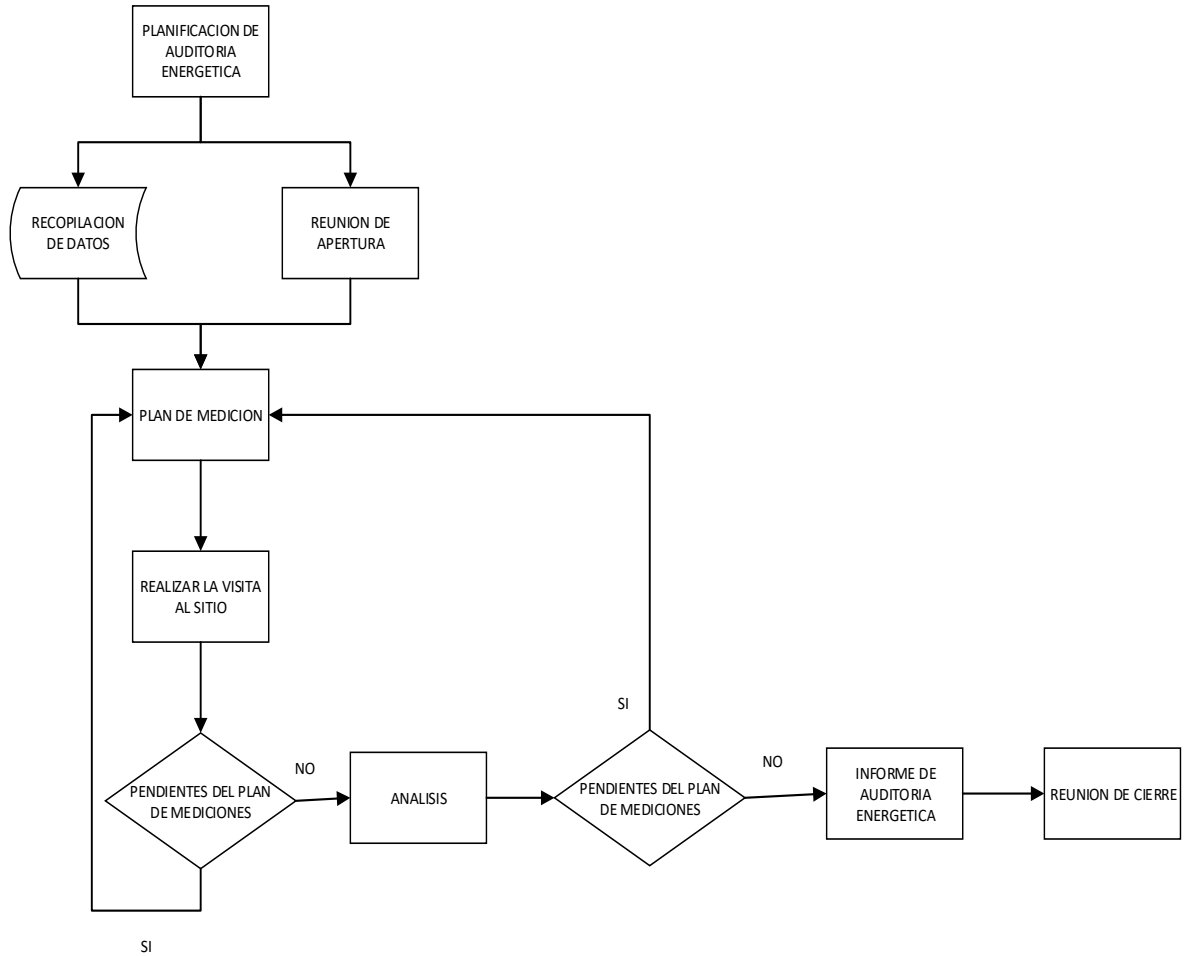 PLANIFICACION DE
AUDITORIA
ENERGETICA
RECOPILACION
DE DATOS
REUNION DE
APERTURA
PLAN DE MEDICION
REALIZAR LA VISITA
AL SITIO
SI
PENDIENTES DEL PLAN
DE MEDICIONES
NO
ANALISIS
PENDIENTES DEL PLAN
DE MEDICIONES
NO
INFORME DE
AUDITORIA
ENERGETICA
REUNION DE CIERRE
SI